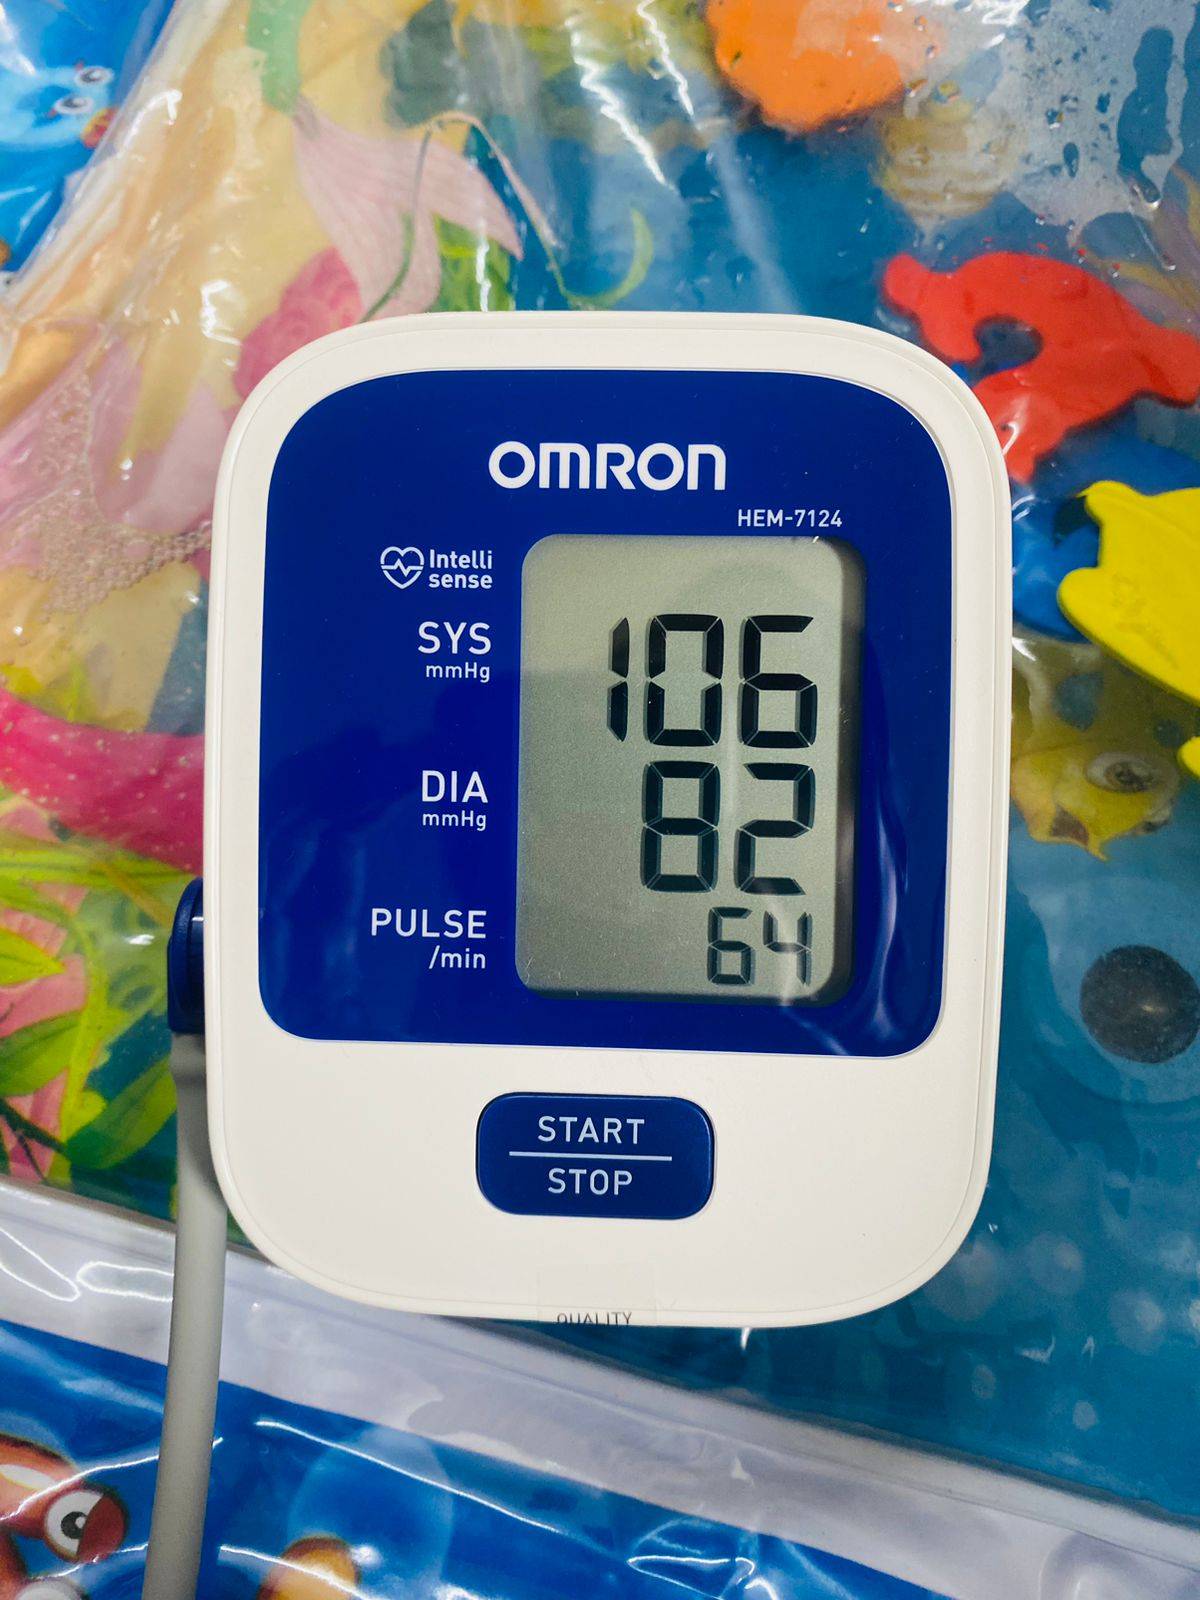 OMRON
HEM-7124
Intelli
sense
SYS
mmHg
106
DIA
mmHg
82
PULSE
/min
64
START
STOP
QUALITY